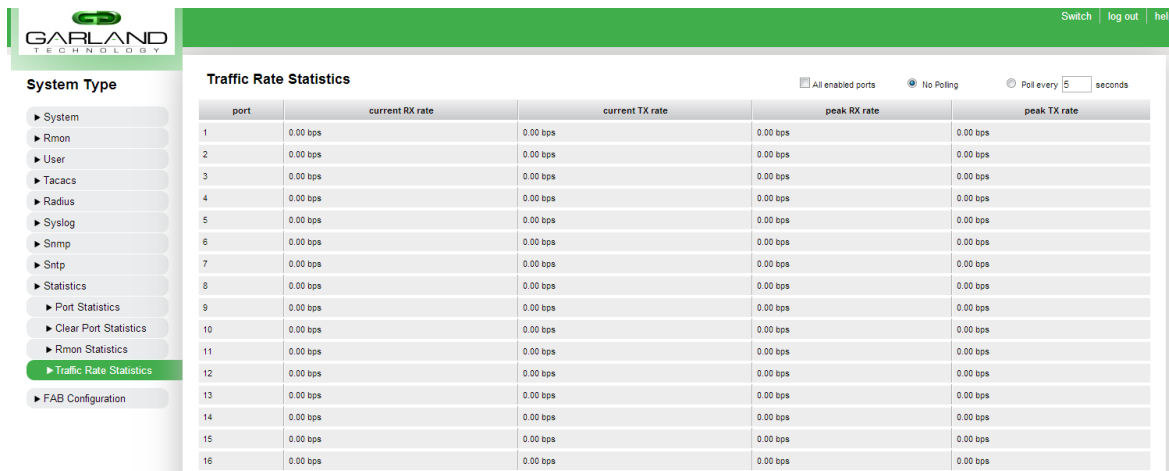 Switch | log out | hel
GARLAND
TECHNOLOGY
System Type
System
Rmon
User
Tacacs
Radius
Syslog
Snmp
Sntp
Statistics
Port Statistics
Clear Port Statistics
Rmon Statistics
Traffic Rate Statistics
FAB Configuration
Traffic Rate Statistics
All enabled ports No Polling Poll every 5 seconds
port current RX rate current TX rate peak RX rate peak TX rate
1 0.00 bps 0.00 bps 0.00 bps 0.00 bps
2 0.00 bps 0.00 bps 0.00 bps 0.00 bps
3 0.00 bps 0.00 bps 0.00 bps 0.00 bps
4 0.00 bps 0.00 bps 0.00 bps 0.00 bps
5 0.00 bps 0.00 bps 0.00 bps 0.00 bps
6 0.00 bps 0.00 bps 0.00 bps 0.00 bps
7 0.00 bps 0.00 bps 0.00 bps 0.00 bps
8 0.00 bps 0.00 bps 0.00 bps 0.00 bps
9 0.00 bps 0.00 bps 0.00 bps 0.00 bps
10 0.00 bps 0.00 bps 0.00 bps 0.00 bps
11 0.00 bps 0.00 bps 0.00 bps 0.00 bps
12 0.00 bps 0.00 bps 0.00 bps 0.00 bps
13 0.00 bps 0.00 bps 0.00 bps 0.00 bps
14 0.00 bps 0.00 bps 0.00 bps 0.00 bps
15 0.00 bps 0.00 bps 0.00 bps 0.00 bps
16 0.00 bps 0.00 bps 0.00 bps 0.00 bps